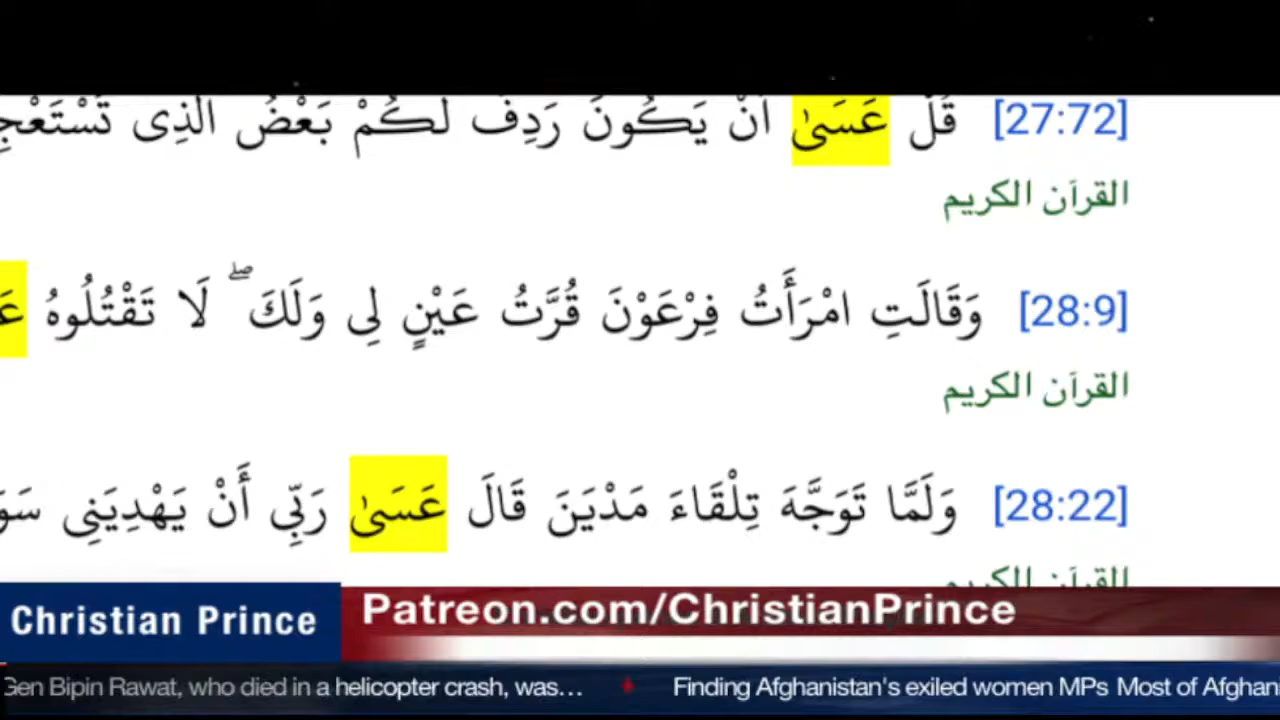 [27:72] قُلْ عَسَىٰ أَنْ يَكُونَ رَدِفَ لَكُمْ بَعْضُ الَّذِى
القرآن الكريم
[28:9] وَقَالَتِ امْرَأَتُ فِرْعَوْنَ قُرَّتُ عَيْنٍ لِى وَلَكَ ۖ لَا تَقْتُلُوهُ
القرآن الكريم
[28:22] وَلَمَّا تَوَجَّهَ تِلْقَاءَ مَدْيَنَ قَالَ عَسَىٰ رَبِّى أَنْ يَهْدِيَنِى
القرآن الكريم
Christian Prince
Patreon.com/ChristianPrince
Gen Bipin Rawat, who died in a helicopter crash, was... Finding Afghanistan's exiled women MPs Most of